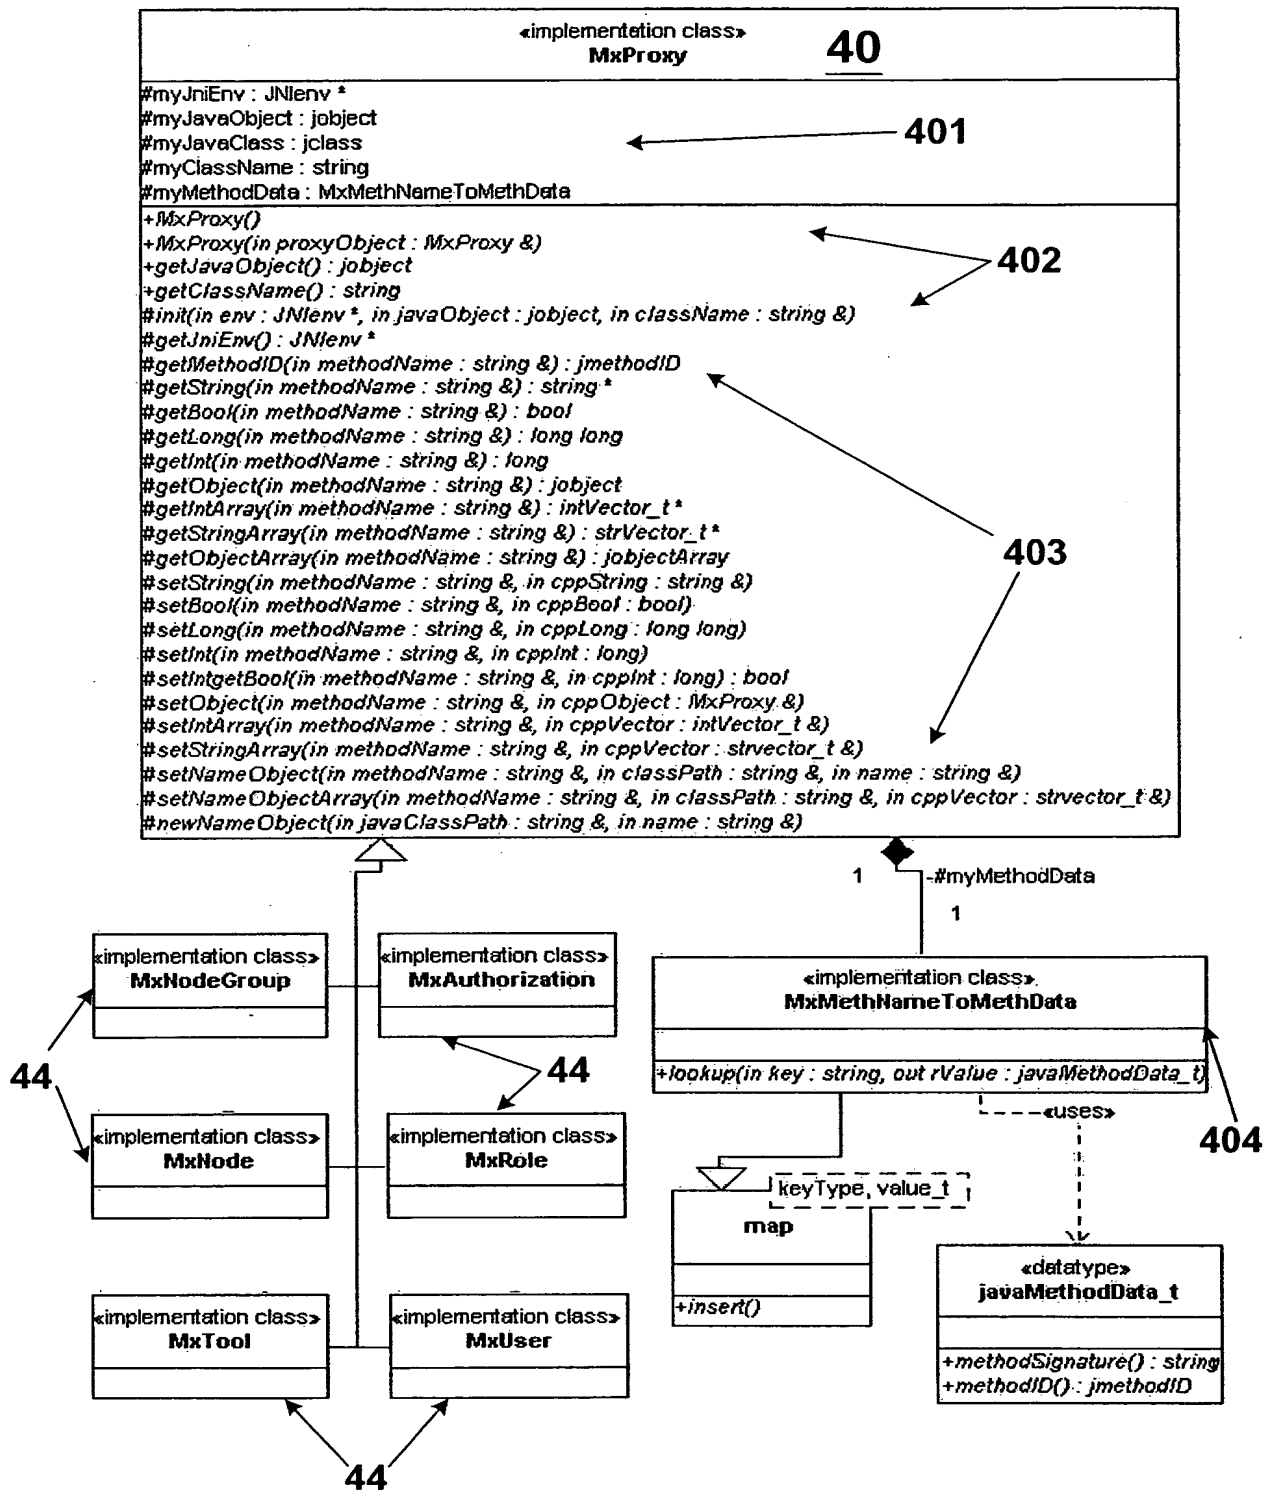 «implementation class»
MxProxy
40
#myJniEnv : JNIenv *
#myJavaObject : jobject
#myJavaClass : jclass
#myClassName : string
#myMethodData : MxMethNameToMethData
401
+MxProxy()
+MxProxy(in proxyObject : MxProxy &)
+getJavaObject() : jobject
+getClassName() : string
#init(in env : JNIenv *, in javaObject : jobject, in className : string &)
#getJniEnv() : JNIenv *
#getMethodID(in methodName : string &) : jmethodID
#getString(in methodName : string &) : string *
#getBool(in methodName : string &) : bool
#getLong(in methodName : string &) : long long
#getInt(in methodName : string &) : long
#getObject(in methodName : string &) : jobject
#getIntArray(in methodName : string &) : intVector_t *
#getStringArray(in methodName : string &) : strVector_t *
#getObjectArray(in methodName : string &) : jobjectArray
#setString(in methodName : string &, in cppString : string &)
#setBool(in methodName : string &, in cppBool : bool)
#setLong(in methodName : string &, in cppLong : long long)
#setInt(in methodName : string &, in cppInt : long)
#setIntgetBool(in methodName : string &, in cppInt : long) : bool
#setObject(in methodName : string &, in cppObject : MxProxy &)
#setIntArray(in methodName : string &, in cppVector : intVector_t &)
#setStringArray(in methodName : string &, in cppVector : strvector_t &)
#setNameObject(in methodName : string &, in classPath : string &, in name : string &)
#setNameObjectArray(in methodName : string &, in classPath : string &, in cppVector : strvector_t &)
#newNameObject(in javaClassPath : string &, in name : string &)
402
403
1
-#myMethodData
1
«implementation class»
MxNodeGroup
«implementation class»
MxAuthorization
44
44
«implementation class»
MxNode
«implementation class»
MxRole
«implementation class»
MxTool
«implementation class»
MxUser
44
«implementation class»
MxMethNameToMethData
+lookup(in key : string, out rValue : javaMethodData_t)
404
«uses»
keyType, value_t
map
+insert()
«datatype»
javaMethodData_t
+methodSignature() : string
+methodID() : jmethodID